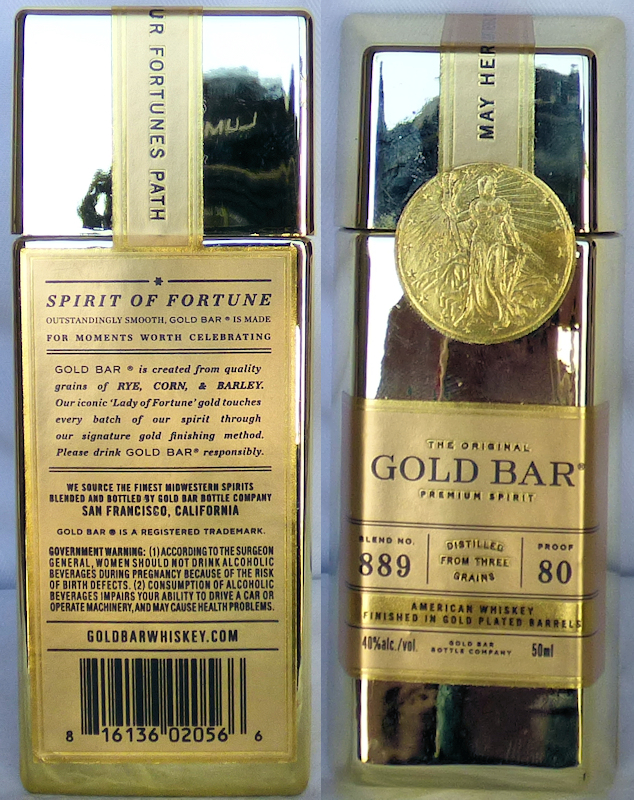 UR FORTUNES PATH
SPIRIT OF FORTUNE
OUTSTANDINGLY SMOOTH, GOLD BAR ® IS MADE
FOR MOMENTS WORTH CELEBRATING
GOLD BAR ® is created from quality
grains of RYE, CORN, & BARLEY.
Our iconic 'Lady of Fortune' gold touches
every batch of our spirit through
our signature gold finishing method.
Please drink GOLD BAR® responsibly.
WE SOURCE THE FINEST MIDWESTERN SPIRITS
BLENDED AND BOTTLED BY GOLD BAR BOTTLE COMPANY
SAN FRANCISCO, CALIFORNIA
GOLD BAR ® IS A REGISTERED TRADEMARK.
GOVERNMENT WARNING: (1) ACCORDING TO THE SURGEON
GENERAL, WOMEN SHOULD NOT DRINK ALCOHOLIC
BEVERAGES DURING PREGNANCY BECAUSE OF THE RISK
OF BIRTH DEFECTS. (2) CONSUMPTION OF ALCOHOLIC
BEVERAGES IMPAIRS YOUR ABILITY TO DRIVE A CAR OR
OPERATE MACHINERY, AND MAY CAUSE HEALTH PROBLEMS.
GOLDBARWHISKEY.COM
8 16136 02056 6
MAY HER
THE ORIGINAL
GOLD BAR®
PREMIUM SPIRIT
BLEND NO.
889
DISTILLED
FROM THREE
GRAINS
PROOF
80
AMERICAN WHISKEY
FINISHED IN GOLD PLATED BARRELS
40%alc./vol.
GOLD BAR
BOTTLE COMPANY
50ml